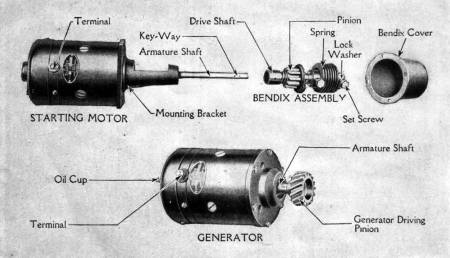 Terminal
Key-Way
Armature Shaft
Mounting Bracket
STARTING MOTOR
Drive Shaft
Pinion
Spring
Lock
Washer
Bendix Cover
BENDIX ASSEMBLY
Set Screw
Oil Cup
Armature Shaft
Terminal
Generator Driving
Pinion
GENERATOR